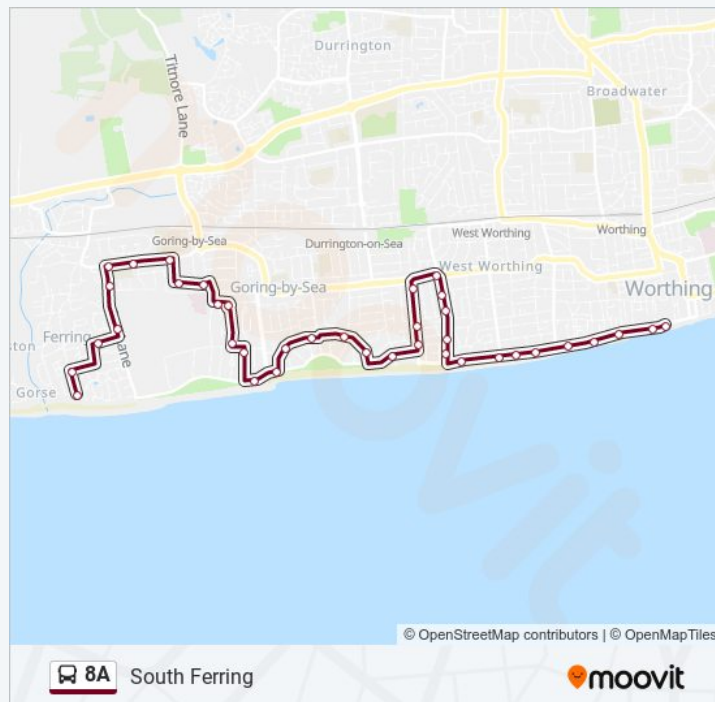 Durrington
Titnore Lane
Broadwater
Goring-by-Sea
Durrington-on-Sea
West Worthing
Worthing
West Worthing
Goring-by-Sea
Worthing
Ferring
Lane
ston
Gorse
ovit
© OpenStreetMap contributors | © OpenMapTiles
8A South Ferring
moovit